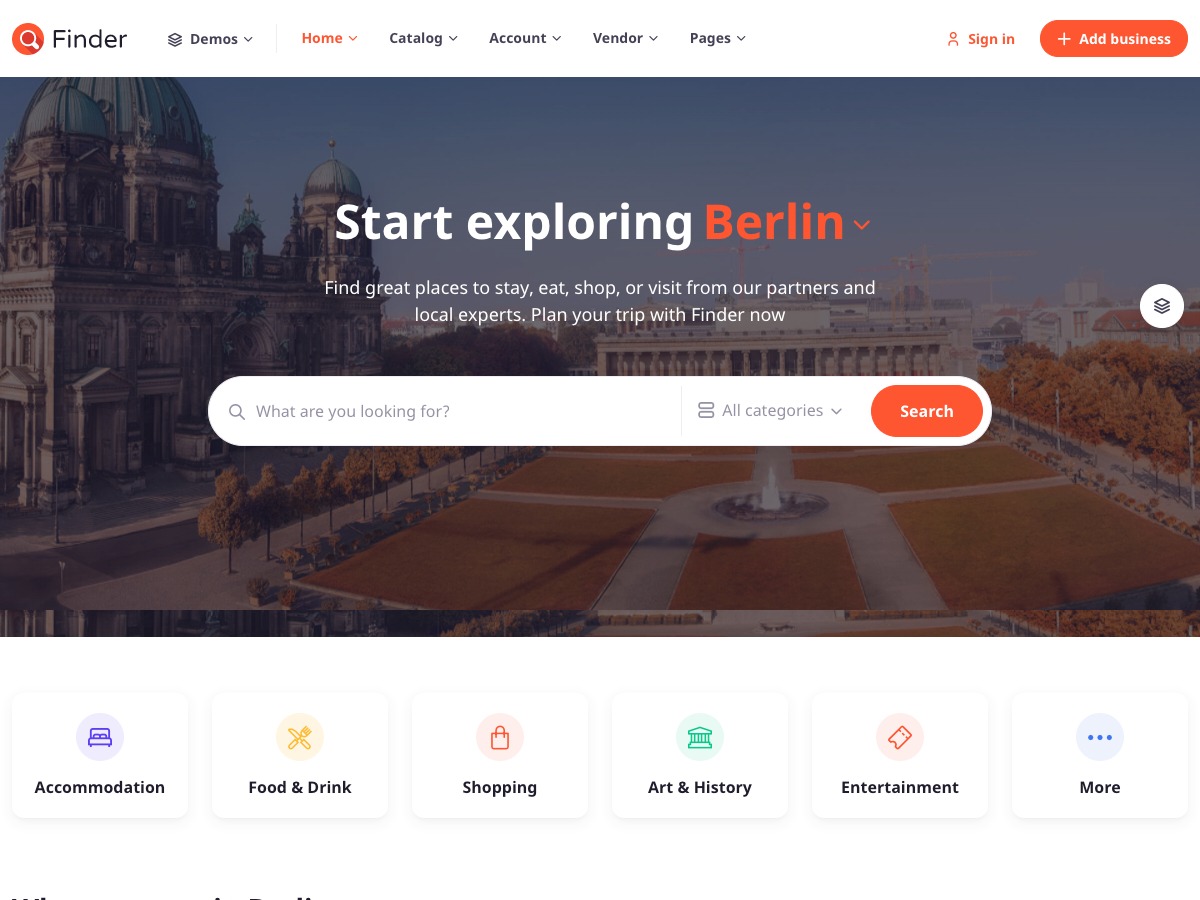 Finder
Demos
Home
Catalog
Account
Vendor
Pages
Sign in
Add business
Start exploring Berlin
Find great places to stay, eat, shop, or visit from our partners and
local experts. Plan your trip with Finder now
What are you looking for?
All categories
Search
Accommodation
Food & Drink
Shopping
Art & History
Entertainment
More